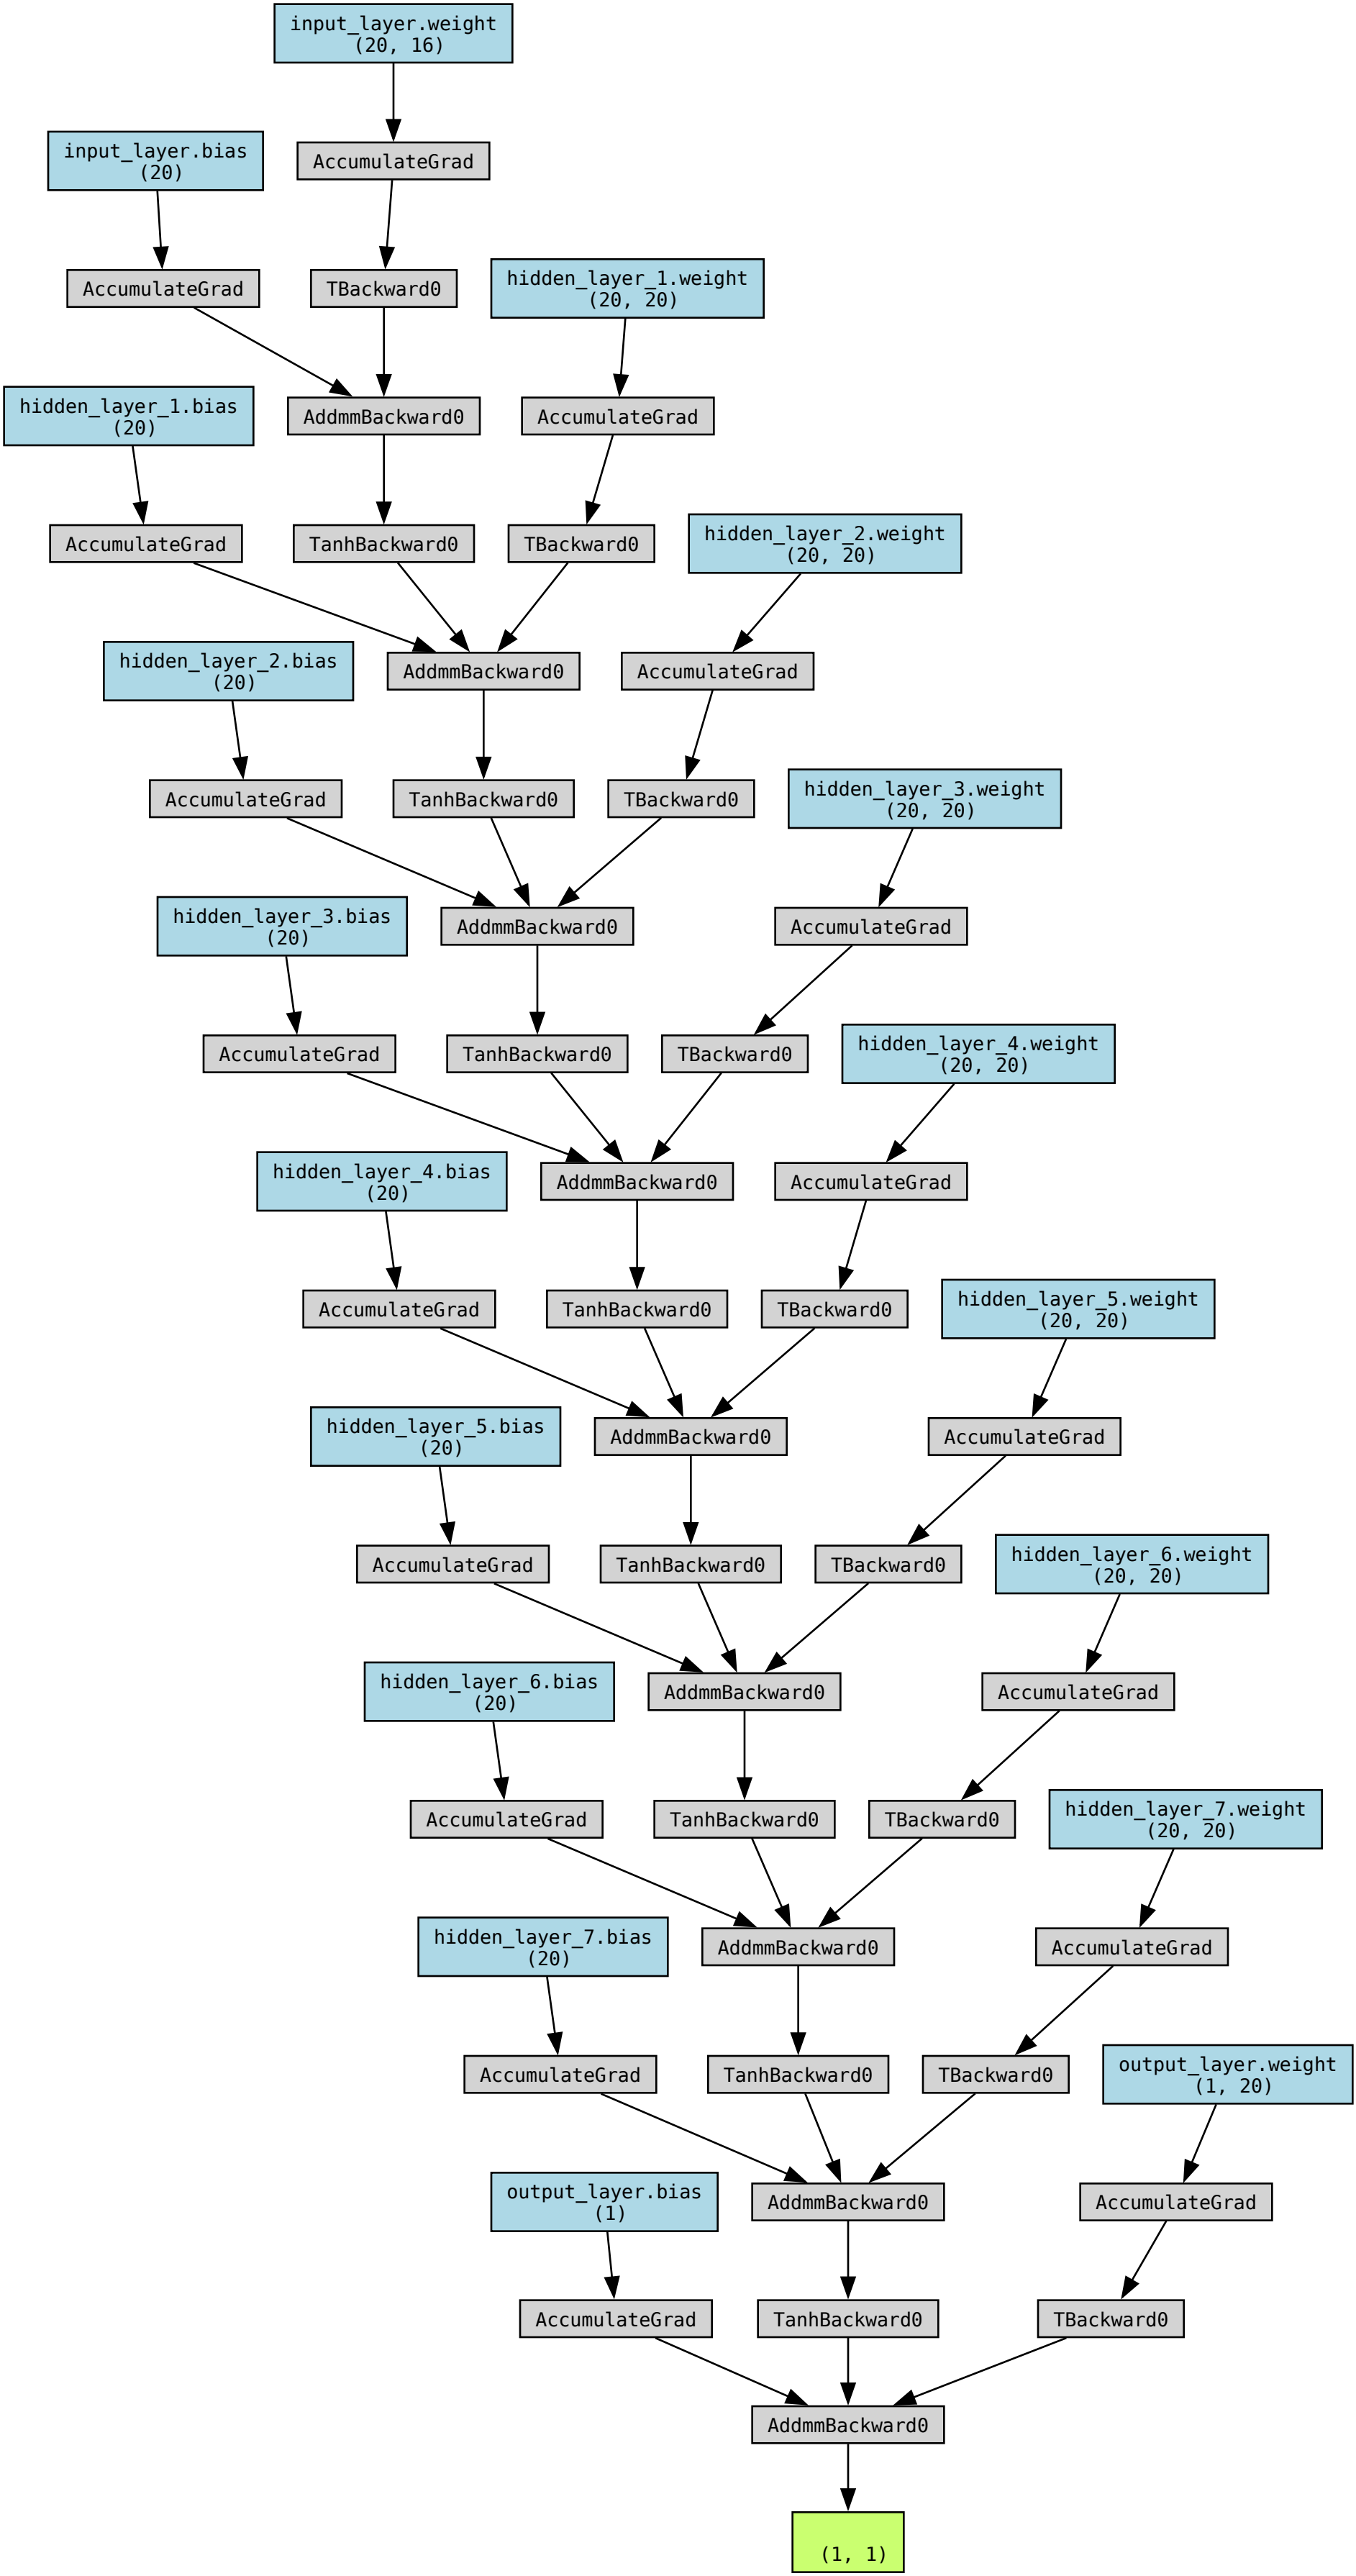 input_layer.weight
(20, 16)
input_layer.bias
(20)
AccumulateGrad
AccumulateGrad
TBackward0
hidden_layer_1.weight
(20, 20)
hidden_layer_1.bias
(20)
AddmmBackward0
AccumulateGrad
AccumulateGrad
TanhBackward0
TBackward0
hidden_layer_2.weight
(20, 20)
hidden_layer_2.bias
(20)
AddmmBackward0
AccumulateGrad
AccumulateGrad
TanhBackward0
TBackward0
hidden_layer_3.weight
(20, 20)
hidden_layer_3.bias
(20)
AddmmBackward0
AccumulateGrad
AccumulateGrad
TanhBackward0
TBackward0
hidden_layer_4.weight
(20, 20)
hidden_layer_4.bias
(20)
AddmmBackward0
AccumulateGrad
AccumulateGrad
TanhBackward0
TBackward0
hidden_layer_5.weight
(20, 20)
hidden_layer_5.bias
(20)
AddmmBackward0
AccumulateGrad
AccumulateGrad
TanhBackward0
TBackward0
hidden_layer_6.weight
(20, 20)
hidden_layer_6.bias
(20)
AddmmBackward0
AccumulateGrad
AccumulateGrad
TanhBackward0
TBackward0
hidden_layer_7.weight
(20, 20)
hidden_layer_7.bias
(20)
AddmmBackward0
AccumulateGrad
AccumulateGrad
TanhBackward0
TBackward0
output_layer.weight
(1, 20)
output_layer.bias
(1)
AddmmBackward0
AccumulateGrad
AccumulateGrad
TanhBackward0
TBackward0
AddmmBackward0
(1, 1)